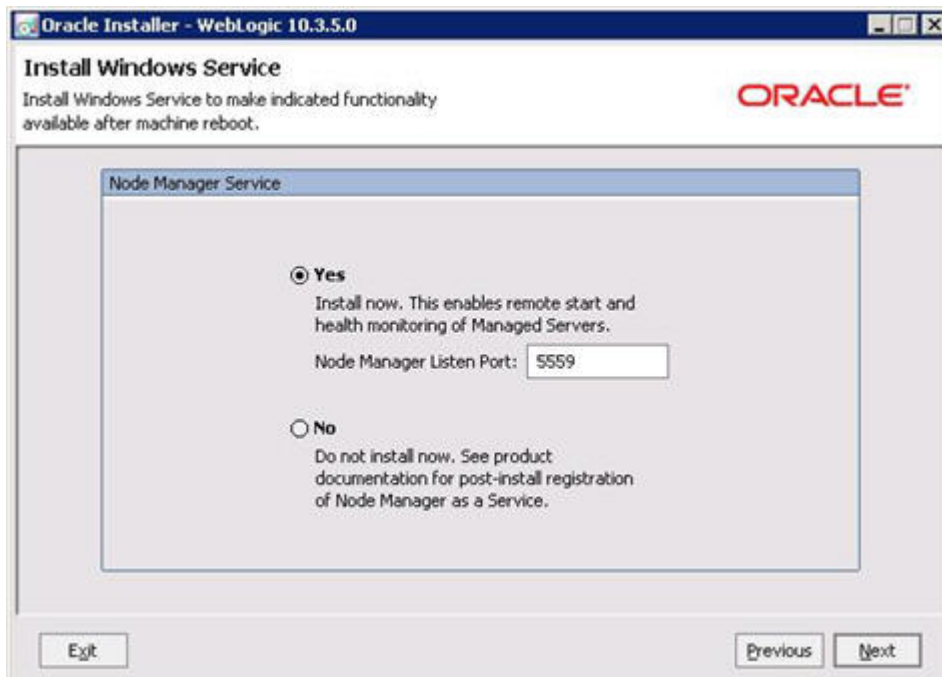 Oracle Installer - WebLogic 10.3.5.0
Install Windows Service
Install Windows Service to make indicated functionality
available after machine reboot.
ORACLE
Node Manager Service
Yes
Install now. This enables remote start and
health monitoring of Managed Servers.
Node Manager Listen Port: 5559
No
Do not install now. See product
documentation for post-install registration
of Node Manager as a Service.
Exit
Previous
Next